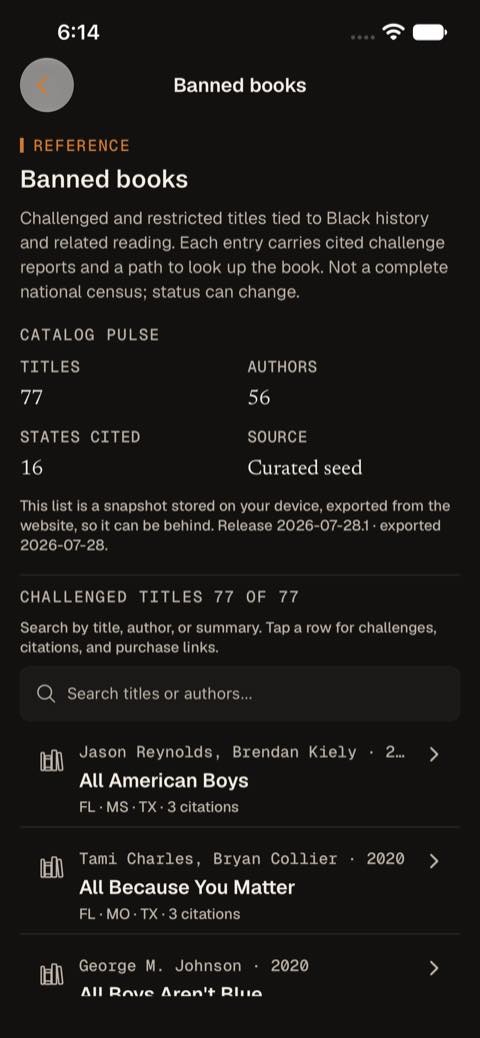 6:14
Banned books
REFERENCE
Banned books
Challenged and restricted titles tied to Black history
and related reading. Each entry carries cited challenge
reports and a path to look up the book. Not a complete
national census; status can change.
CATALOG PULSE
TITLES
AUTHORS
77
56
STATES CITED
SOURCE
16
Curated seed
This list is a snapshot stored on your device, exported from the
website, so it can be behind. Release 2026-07-28.1 · exported
2026-07-28.
CHALLENGED TITLES 77 OF 77
Search by title, author, or summary. Tap a row for challenges,
citations, and purchase links.
Search titles or authors...
Jason Reynolds, Brendan Kiely · 2…
All American Boys
FL · MS · TX · 3 citations
Tami Charles, Bryan Collier · 2020
All Because You Matter
FL · MO · TX · 3 citations
George M. Johnson · 2020
All Boys Aren't Blue